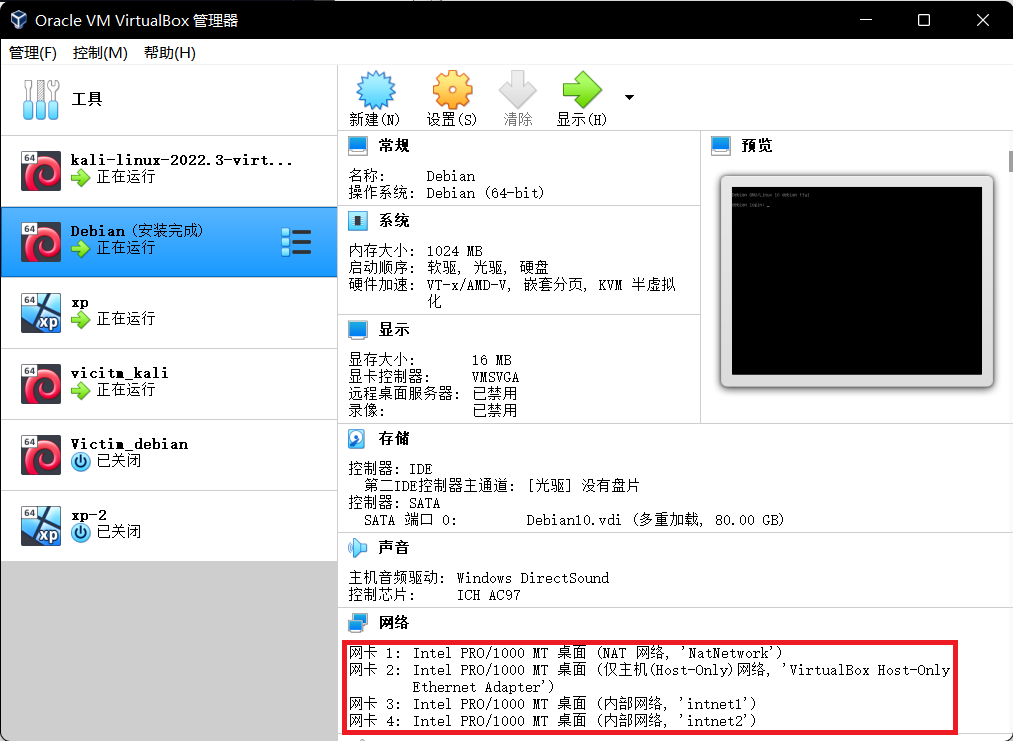 Oracle VM VirtualBox 管理器
管理(F) 控制(M) 帮助(H)
工具
64
kali-linux-2022.3-virt...
正在运行
64
Debian (安装完成)
正在运行
64
xp
xp
正在运行
64
vicitm_kali
正在运行
64
Victim_debian
已关闭
64
xp
xp-2
已关闭
新建(N) 设置(S) 清除 显示(H)
常规
名称: Debian
操作系统: Debian (64-bit)
系统
内存大小: 1024 MB
启动顺序: 软驱, 光驱, 硬盘
硬件加速: VT-x/AMD-V, 嵌套分页, KVM 半虚拟
化
显示
显存大小: 16 MB
显卡控制器: VMSVGA
远程桌面服务器: 已禁用
录像: 已禁用
预览
Debian GNU/Linux 10 debian tty1
debian login: _
存储
控制器: IDE
第二IDE控制器主通道: [光驱] 没有盘片
控制器: SATA
SATA 端口 0: Debian10.vdi (多重加载, 80.00 GB)
声音
主机音频驱动: Windows DirectSound
控制芯片: ICH AC97
网络
网卡 1: Intel PRO/1000 MT 桌面 (NAT 网络, 'NatNetwork')
网卡 2: Intel PRO/1000 MT 桌面 (仅主机(Host-Only)网络, 'VirtualBox Host-Only
Ethernet Adapter')
网卡 3: Intel PRO/1000 MT 桌面 (内部网络, 'intnet1')
网卡 4: Intel PRO/1000 MT 桌面 (内部网络, 'intnet2')